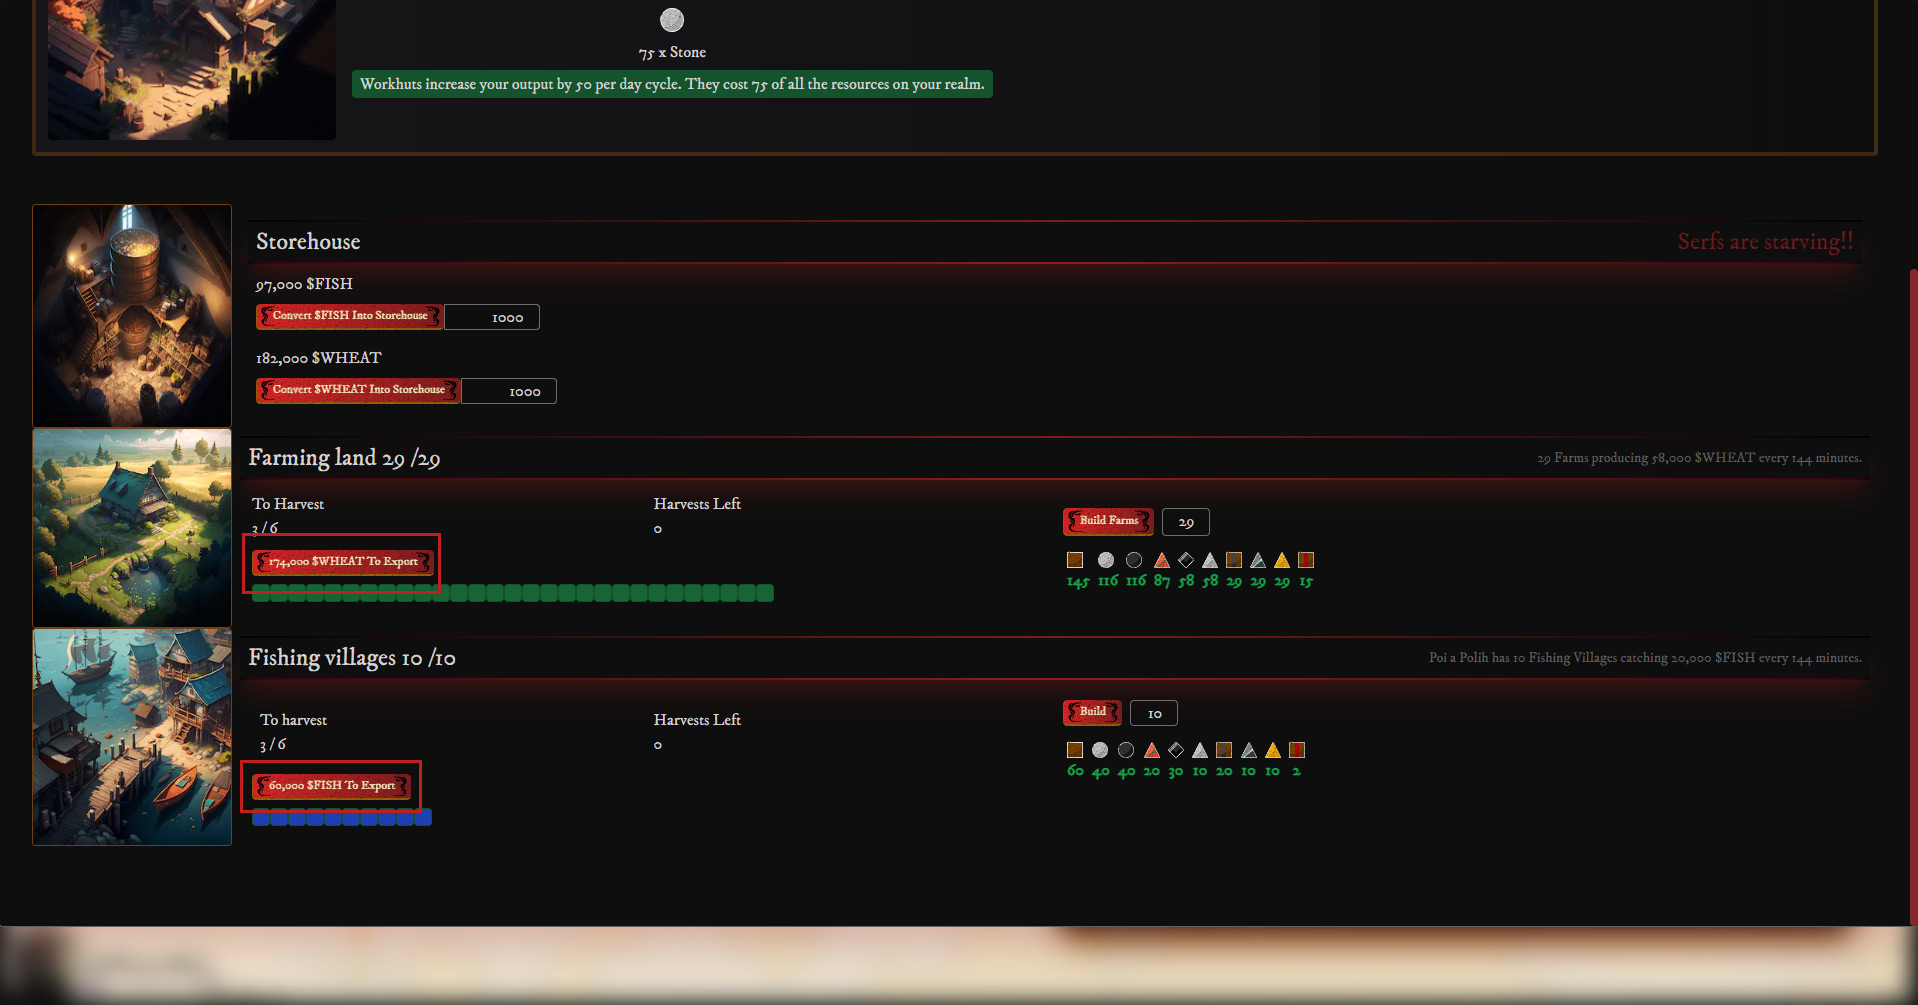 75 x Stone
Workhuts increase your output by 50 per day cycle. They cost 75 of all the resources on your realm.
Storehouse
Serfs are starving!!
97,000 $FISH
Convert $FISH Into Storehouse
1000
182,000 $WHEAT
Convert $WHEAT Into Storehouse
1000
Farming land 29 /29
29 Farms producing 58,000 $WHEAT every 144 minutes.
To Harvest
3 / 6
174,000 $WHEAT To Export
Harvests Left
0
Build Farms
29
145 116 116 87 58 58 29 29 29 15
Fishing villages 10 /10
Poi a Polih has 10 Fishing Villages catching 20,000 $FISH every 144 minutes.
To harvest
3 / 6
60,000 $FISH To Export
Harvests Left
0
Build
10
60 40 40 20 30 10 20 10 10 2